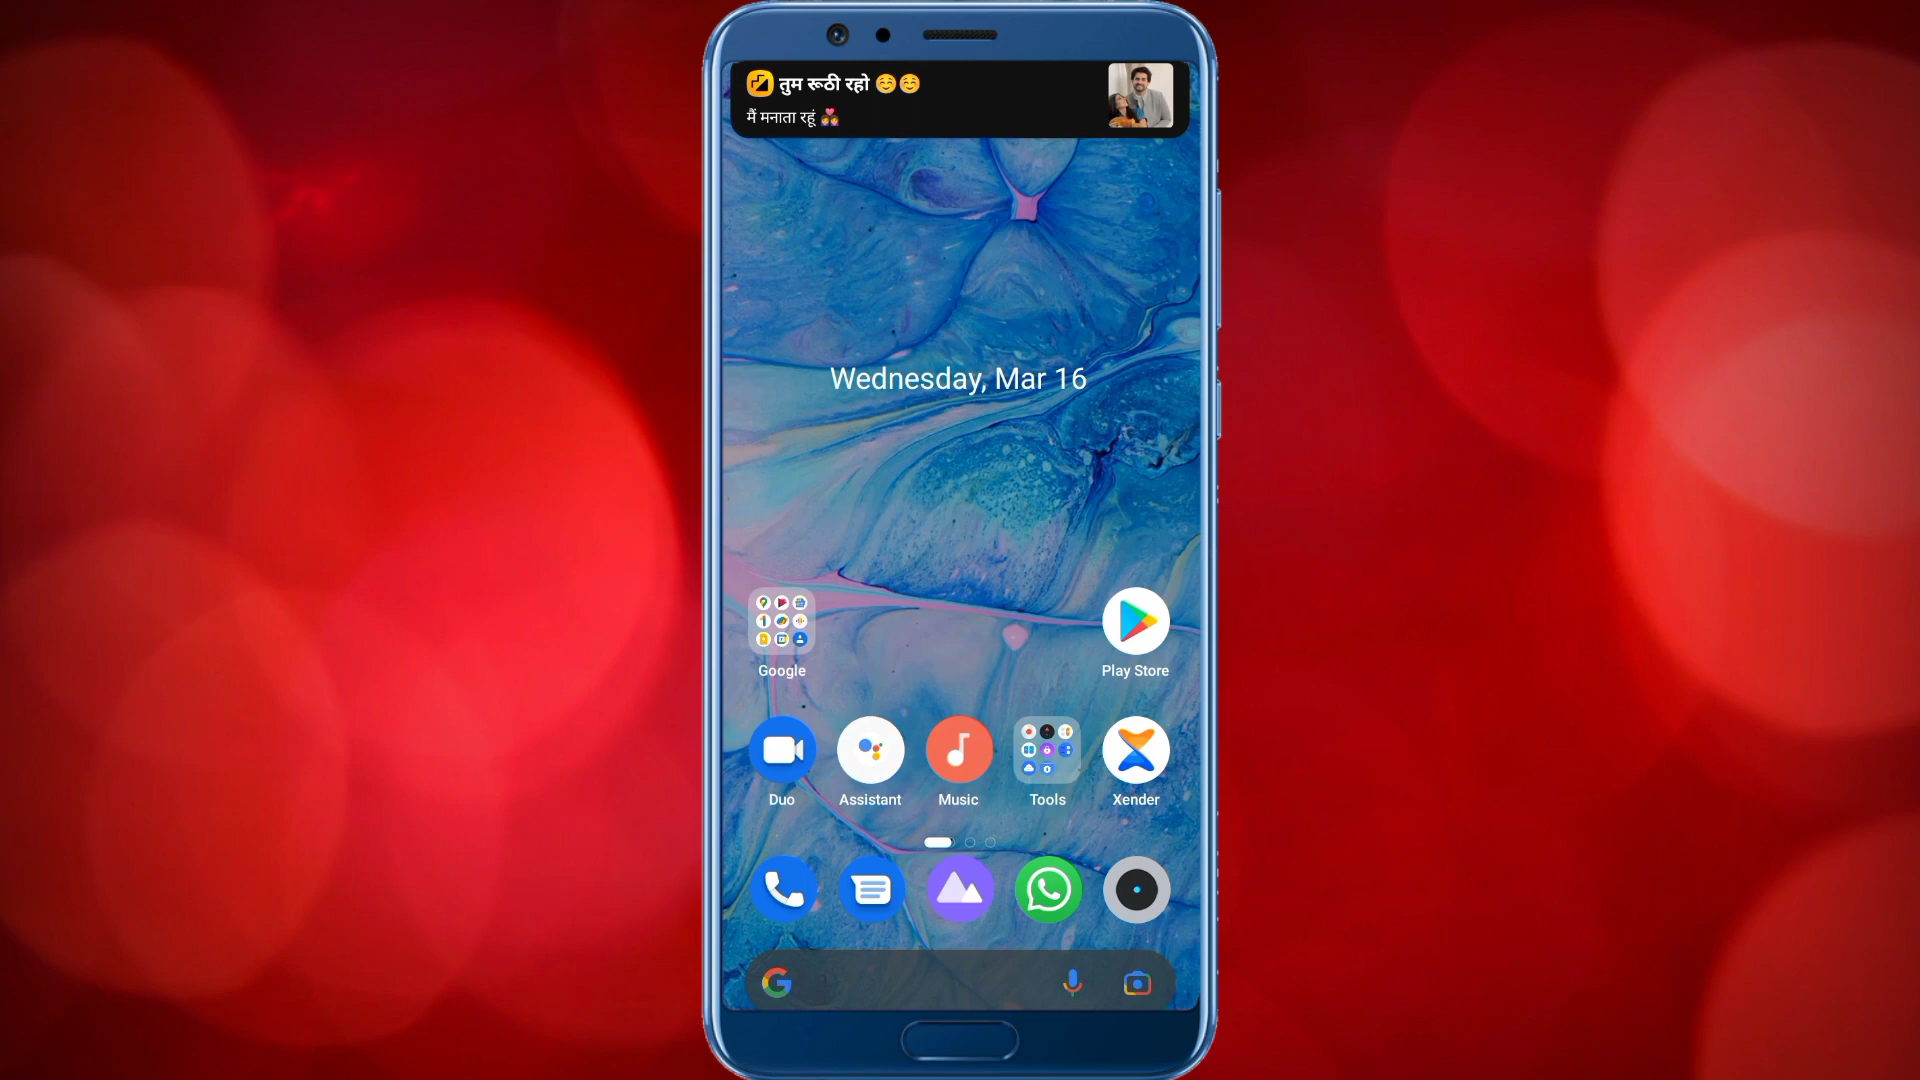 तुम रूठी रहो ☺️☺️
मैं मनाता रहूं 💑
Wednesday, Mar 16
Google
Play Store
Duo
Assistant
Music
Tools
Xender